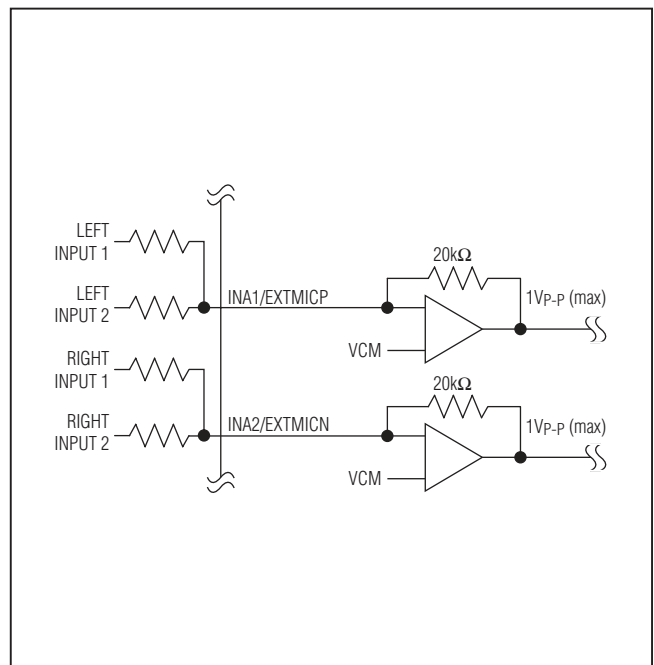 LEFT
INPUT 1
20kΩ
LEFT
INPUT 2
INA1/EXTMICP
1VP-P (max)
VCM
RIGHT
INPUT 1
20kΩ
RIGHT
INPUT 2
INA2/EXTMICN
1VP-P (max)
VCM